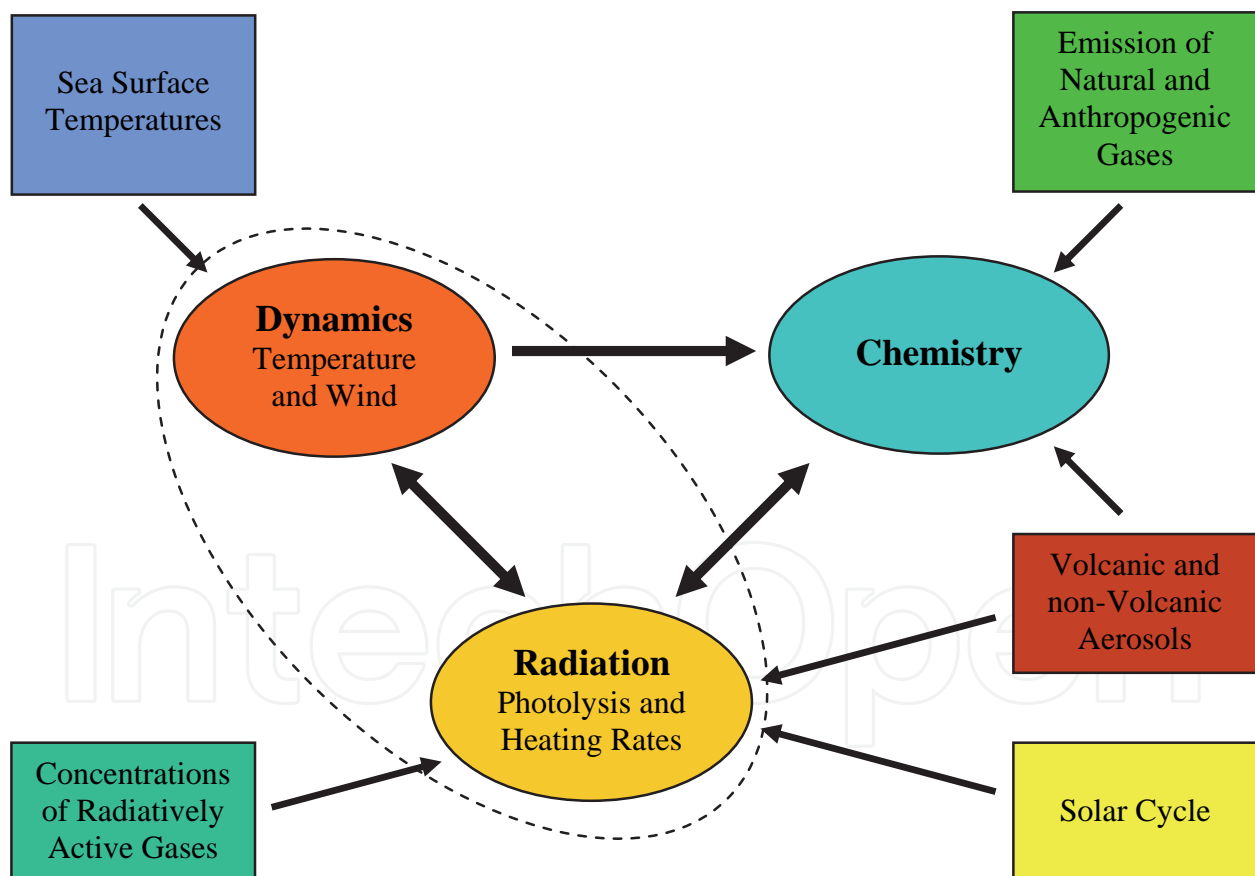 Sea Surface
Temperatures
Emission of
Natural and
Anthropogenic
Gases
Dynamics
Temperature
and Wind
Chemistry
Volcanic and
non-Volcanic
Aerosols
Radiation
Photolysis and
Heating Rates
Concentrations
of Radiatively
Active Gases
Solar Cycle
IntechOpen